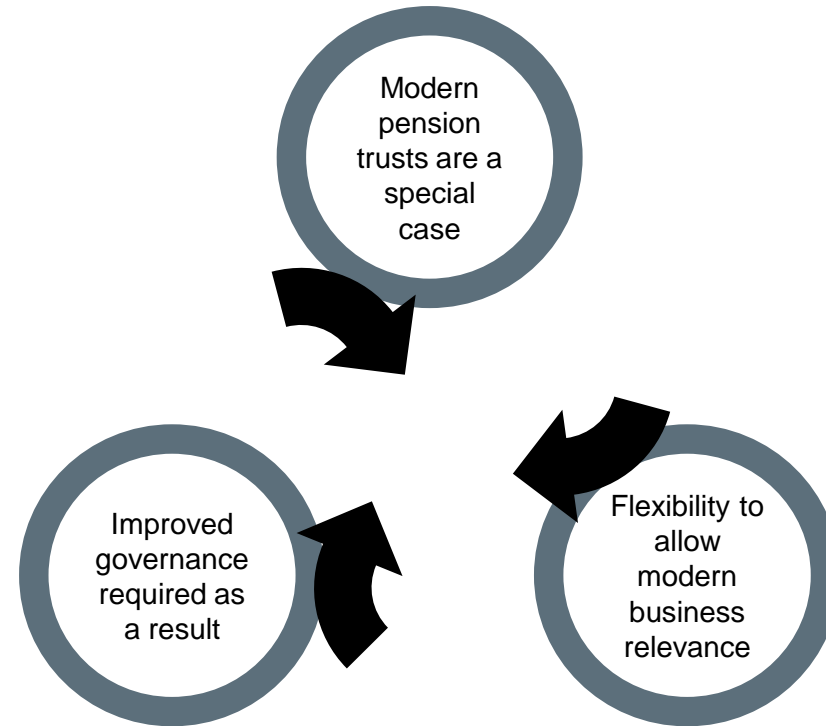 Modern
pension
trusts are a
special
case
Improved
governance
required as
a result
Flexibility to
allow
modern
business
relevance